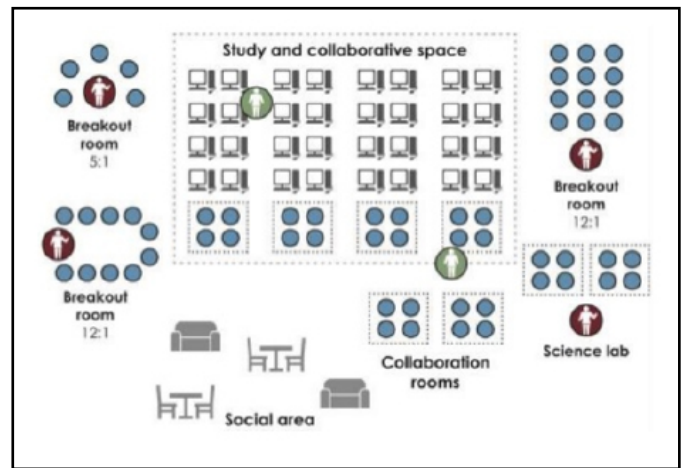 Study and collaborative space
Breakout
room
5:1
Breakout
room
12:1
Breakout
room
12:1
Science lab
Collaboration
rooms
Social area